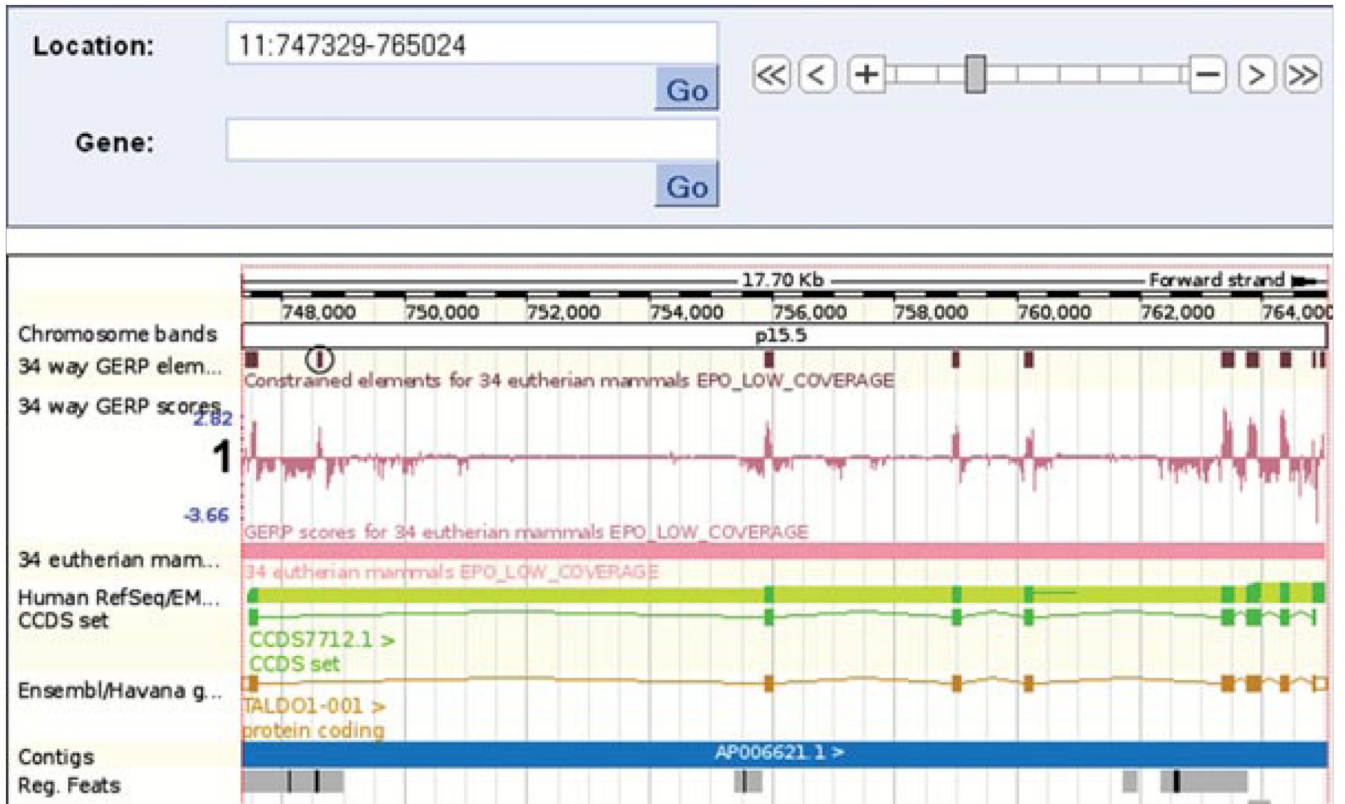 Location: 11:747329-765024
Go
Gene:
Go
<< < + − > >>
17.70 Kb Forward strand
748,000 750,000 752,000 754,000 756,000 758,000 760,000 762,000 764,000
Chromosome bands p15.5
34 way GERP elem...
Constrained elements for 34 eutherian mammals EPO_LOW_COVERAGE
34 way GERP scores
2.82
1
-3.66
GERP scores for 34 eutherian mammals EPO_LOW_COVERAGE
34 eutherian mam...
34 eutherian mammals EPO_LOW_COVERAGE
Human RefSeq/EM...
CCDS set
CCDS7712.1 >
CCDS set
Ensembl/Havana g...
TALDO1-001 >
protein coding
Contigs AP006621.1 >
Reg. Feats